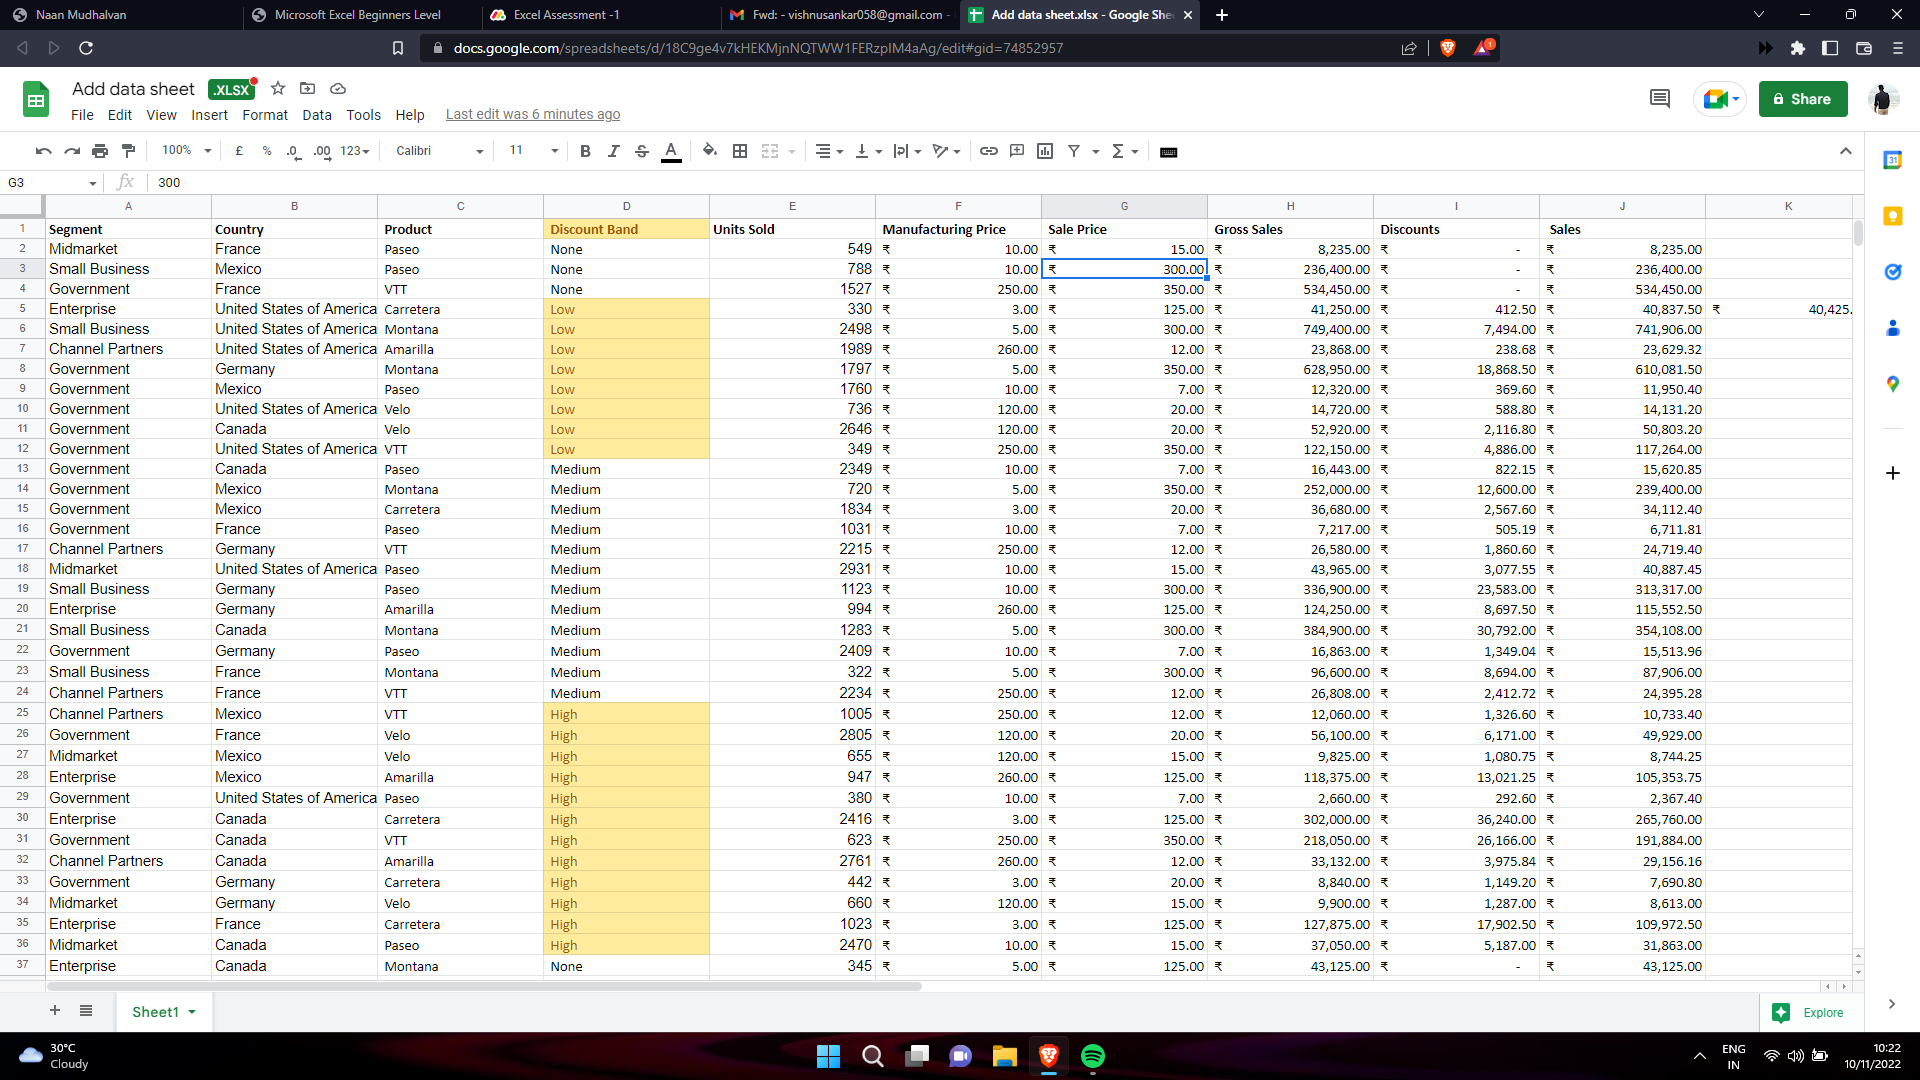 Naan Mudhalvan
Microsoft Excel Beginners Level
Excel Assessment -1
Fwd: - vishnusankar058@gmail.com -
Add data sheet.xlsx - Google She
docs.google.com/spreadsheets/d/18C9ge4v7kHEKMjnNQTWW1FERzpIM4aAg/edit#gid=74852957
1
Add data sheet .XLSX
File Edit View Insert Format Data Tools Help Last edit was 6 minutes ago
Share
100% £ % .0 .00 123 Calibri 11 B I S A Σ
31
G3 fx 300
A B C D E F G H I J K
1 Segment Country Product Discount Band Units Sold Manufacturing Price Sale Price Gross Sales Discounts Sales
2 Midmarket France Paseo None 549 ₹ 10.00 ₹ 15.00 ₹ 8,235.00 ₹ - ₹ 8,235.00
3 Small Business Mexico Paseo None 788 ₹ 10.00 ₹ 300.00 ₹ 236,400.00 ₹ - ₹ 236,400.00
4 Government France VTT None 1527 ₹ 250.00 ₹ 350.00 ₹ 534,450.00 ₹ - ₹ 534,450.00
5 Enterprise United States of America Carretera Low 330 ₹ 3.00 ₹ 125.00 ₹ 41,250.00 ₹ 412.50 ₹ 40,837.50 ₹ 40,425.
6 Small Business United States of America Montana Low 2498 ₹ 5.00 ₹ 300.00 ₹ 749,400.00 ₹ 7,494.00 ₹ 741,906.00
7 Channel Partners United States of America Amarilla Low 1989 ₹ 260.00 ₹ 12.00 ₹ 23,868.00 ₹ 238.68 ₹ 23,629.32
8 Government Germany Montana Low 1797 ₹ 5.00 ₹ 350.00 ₹ 628,950.00 ₹ 18,868.50 ₹ 610,081.50
9 Government Mexico Paseo Low 1760 ₹ 10.00 ₹ 7.00 ₹ 12,320.00 ₹ 369.60 ₹ 11,950.40
10 Government United States of America Velo Low 736 ₹ 120.00 ₹ 20.00 ₹ 14,720.00 ₹ 588.80 ₹ 14,131.20
11 Government Canada Velo Low 2646 ₹ 120.00 ₹ 20.00 ₹ 52,920.00 ₹ 2,116.80 ₹ 50,803.20
12 Government United States of America VTT Low 349 ₹ 250.00 ₹ 350.00 ₹ 122,150.00 ₹ 4,886.00 ₹ 117,264.00
13 Government Canada Paseo Medium 2349 ₹ 10.00 ₹ 7.00 ₹ 16,443.00 ₹ 822.15 ₹ 15,620.85
14 Government Mexico Montana Medium 720 ₹ 5.00 ₹ 350.00 ₹ 252,000.00 ₹ 12,600.00 ₹ 239,400.00
15 Government Mexico Carretera Medium 1834 ₹ 3.00 ₹ 20.00 ₹ 36,680.00 ₹ 2,567.60 ₹ 34,112.40
16 Government France Paseo Medium 1031 ₹ 10.00 ₹ 7.00 ₹ 7,217.00 ₹ 505.19 ₹ 6,711.81
17 Channel Partners Germany VTT Medium 2215 ₹ 250.00 ₹ 12.00 ₹ 26,580.00 ₹ 1,860.60 ₹ 24,719.40
18 Midmarket United States of America Paseo Medium 2931 ₹ 10.00 ₹ 15.00 ₹ 43,965.00 ₹ 3,077.55 ₹ 40,887.45
19 Small Business Germany Paseo Medium 1123 ₹ 10.00 ₹ 300.00 ₹ 336,900.00 ₹ 23,583.00 ₹ 313,317.00
20 Enterprise Germany Amarilla Medium 994 ₹ 260.00 ₹ 125.00 ₹ 124,250.00 ₹ 8,697.50 ₹ 115,552.50
21 Small Business Canada Montana Medium 1283 ₹ 5.00 ₹ 300.00 ₹ 384,900.00 ₹ 30,792.00 ₹ 354,108.00
22 Government Germany Paseo Medium 2409 ₹ 10.00 ₹ 7.00 ₹ 16,863.00 ₹ 1,349.04 ₹ 15,513.96
23 Small Business France Montana Medium 322 ₹ 5.00 ₹ 300.00 ₹ 96,600.00 ₹ 8,694.00 ₹ 87,906.00
24 Channel Partners France VTT Medium 2234 ₹ 250.00 ₹ 12.00 ₹ 26,808.00 ₹ 2,412.72 ₹ 24,395.28
25 Channel Partners Mexico VTT High 1005 ₹ 250.00 ₹ 12.00 ₹ 12,060.00 ₹ 1,326.60 ₹ 10,733.40
26 Government France Velo High 2805 ₹ 120.00 ₹ 20.00 ₹ 56,100.00 ₹ 6,171.00 ₹ 49,929.00
27 Midmarket Mexico Velo High 655 ₹ 120.00 ₹ 15.00 ₹ 9,825.00 ₹ 1,080.75 ₹ 8,744.25
28 Enterprise Mexico Amarilla High 947 ₹ 260.00 ₹ 125.00 ₹ 118,375.00 ₹ 13,021.25 ₹ 105,353.75
29 Government United States of America Paseo High 380 ₹ 10.00 ₹ 7.00 ₹ 2,660.00 ₹ 292.60 ₹ 2,367.40
30 Enterprise Canada Carretera High 2416 ₹ 3.00 ₹ 125.00 ₹ 302,000.00 ₹ 36,240.00 ₹ 265,760.00
31 Government Canada VTT High 623 ₹ 250.00 ₹ 350.00 ₹ 218,050.00 ₹ 26,166.00 ₹ 191,884.00
32 Channel Partners Canada Amarilla High 2761 ₹ 260.00 ₹ 12.00 ₹ 33,132.00 ₹ 3,975.84 ₹ 29,156.16
33 Government Germany Carretera High 442 ₹ 3.00 ₹ 20.00 ₹ 8,840.00 ₹ 1,149.20 ₹ 7,690.80
34 Midmarket Germany Velo High 660 ₹ 120.00 ₹ 15.00 ₹ 9,900.00 ₹ 1,287.00 ₹ 8,613.00
35 Enterprise France Carretera High 1023 ₹ 3.00 ₹ 125.00 ₹ 127,875.00 ₹ 17,902.50 ₹ 109,972.50
36 Midmarket Canada Paseo High 2470 ₹ 10.00 ₹ 15.00 ₹ 37,050.00 ₹ 5,187.00 ₹ 31,863.00
37 Enterprise Canada Montana None 345 ₹ 5.00 ₹ 125.00 ₹ 43,125.00 ₹ - ₹ 43,125.00
Sheet1
Explore
30°C
Cloudy
ENG
IN
10:22
10/11/2022